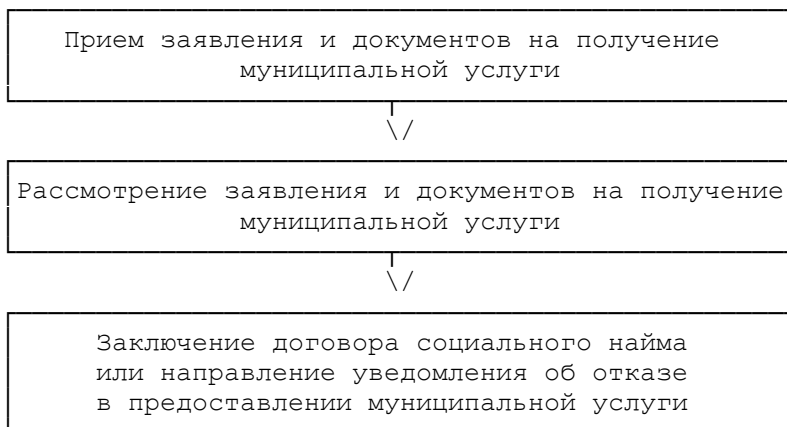 Прием заявления и документов на получение
муниципальной услуги
\/
Рассмотрение заявления и документов на получение
муниципальной услуги
\/
Заключение договора социального найма
или направление уведомления об отказе
в предоставлении муниципальной услуги